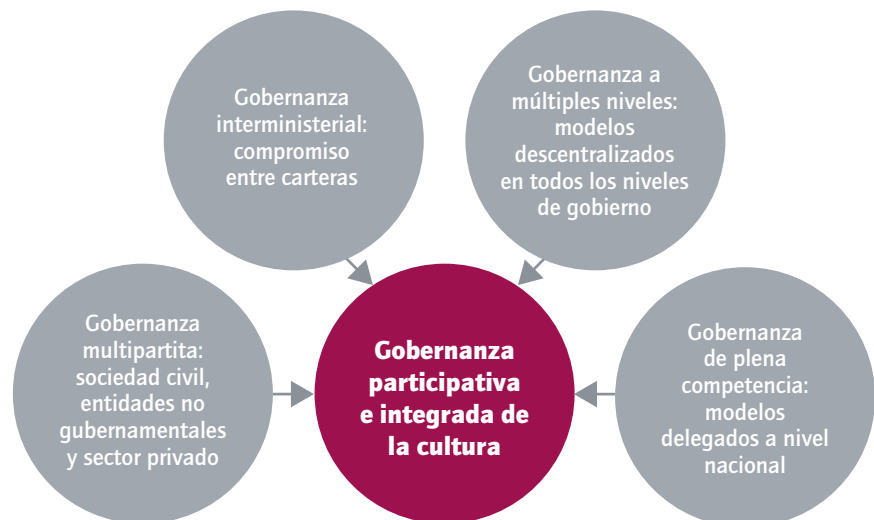 Gobernanza
interministerial:
compromiso
entre carteras
Gobernanza a
múltiples niveles:
modelos
descentralizados
en todos los niveles
de gobierno
Gobernanza
multipartita:
sociedad civil,
entidades no
gubernamentales
y sector privado
Gobernanza
participativa
e integrada de
la cultura
Gobernanza
de plena
competencia:
modelos
delegados a nivel
nacional